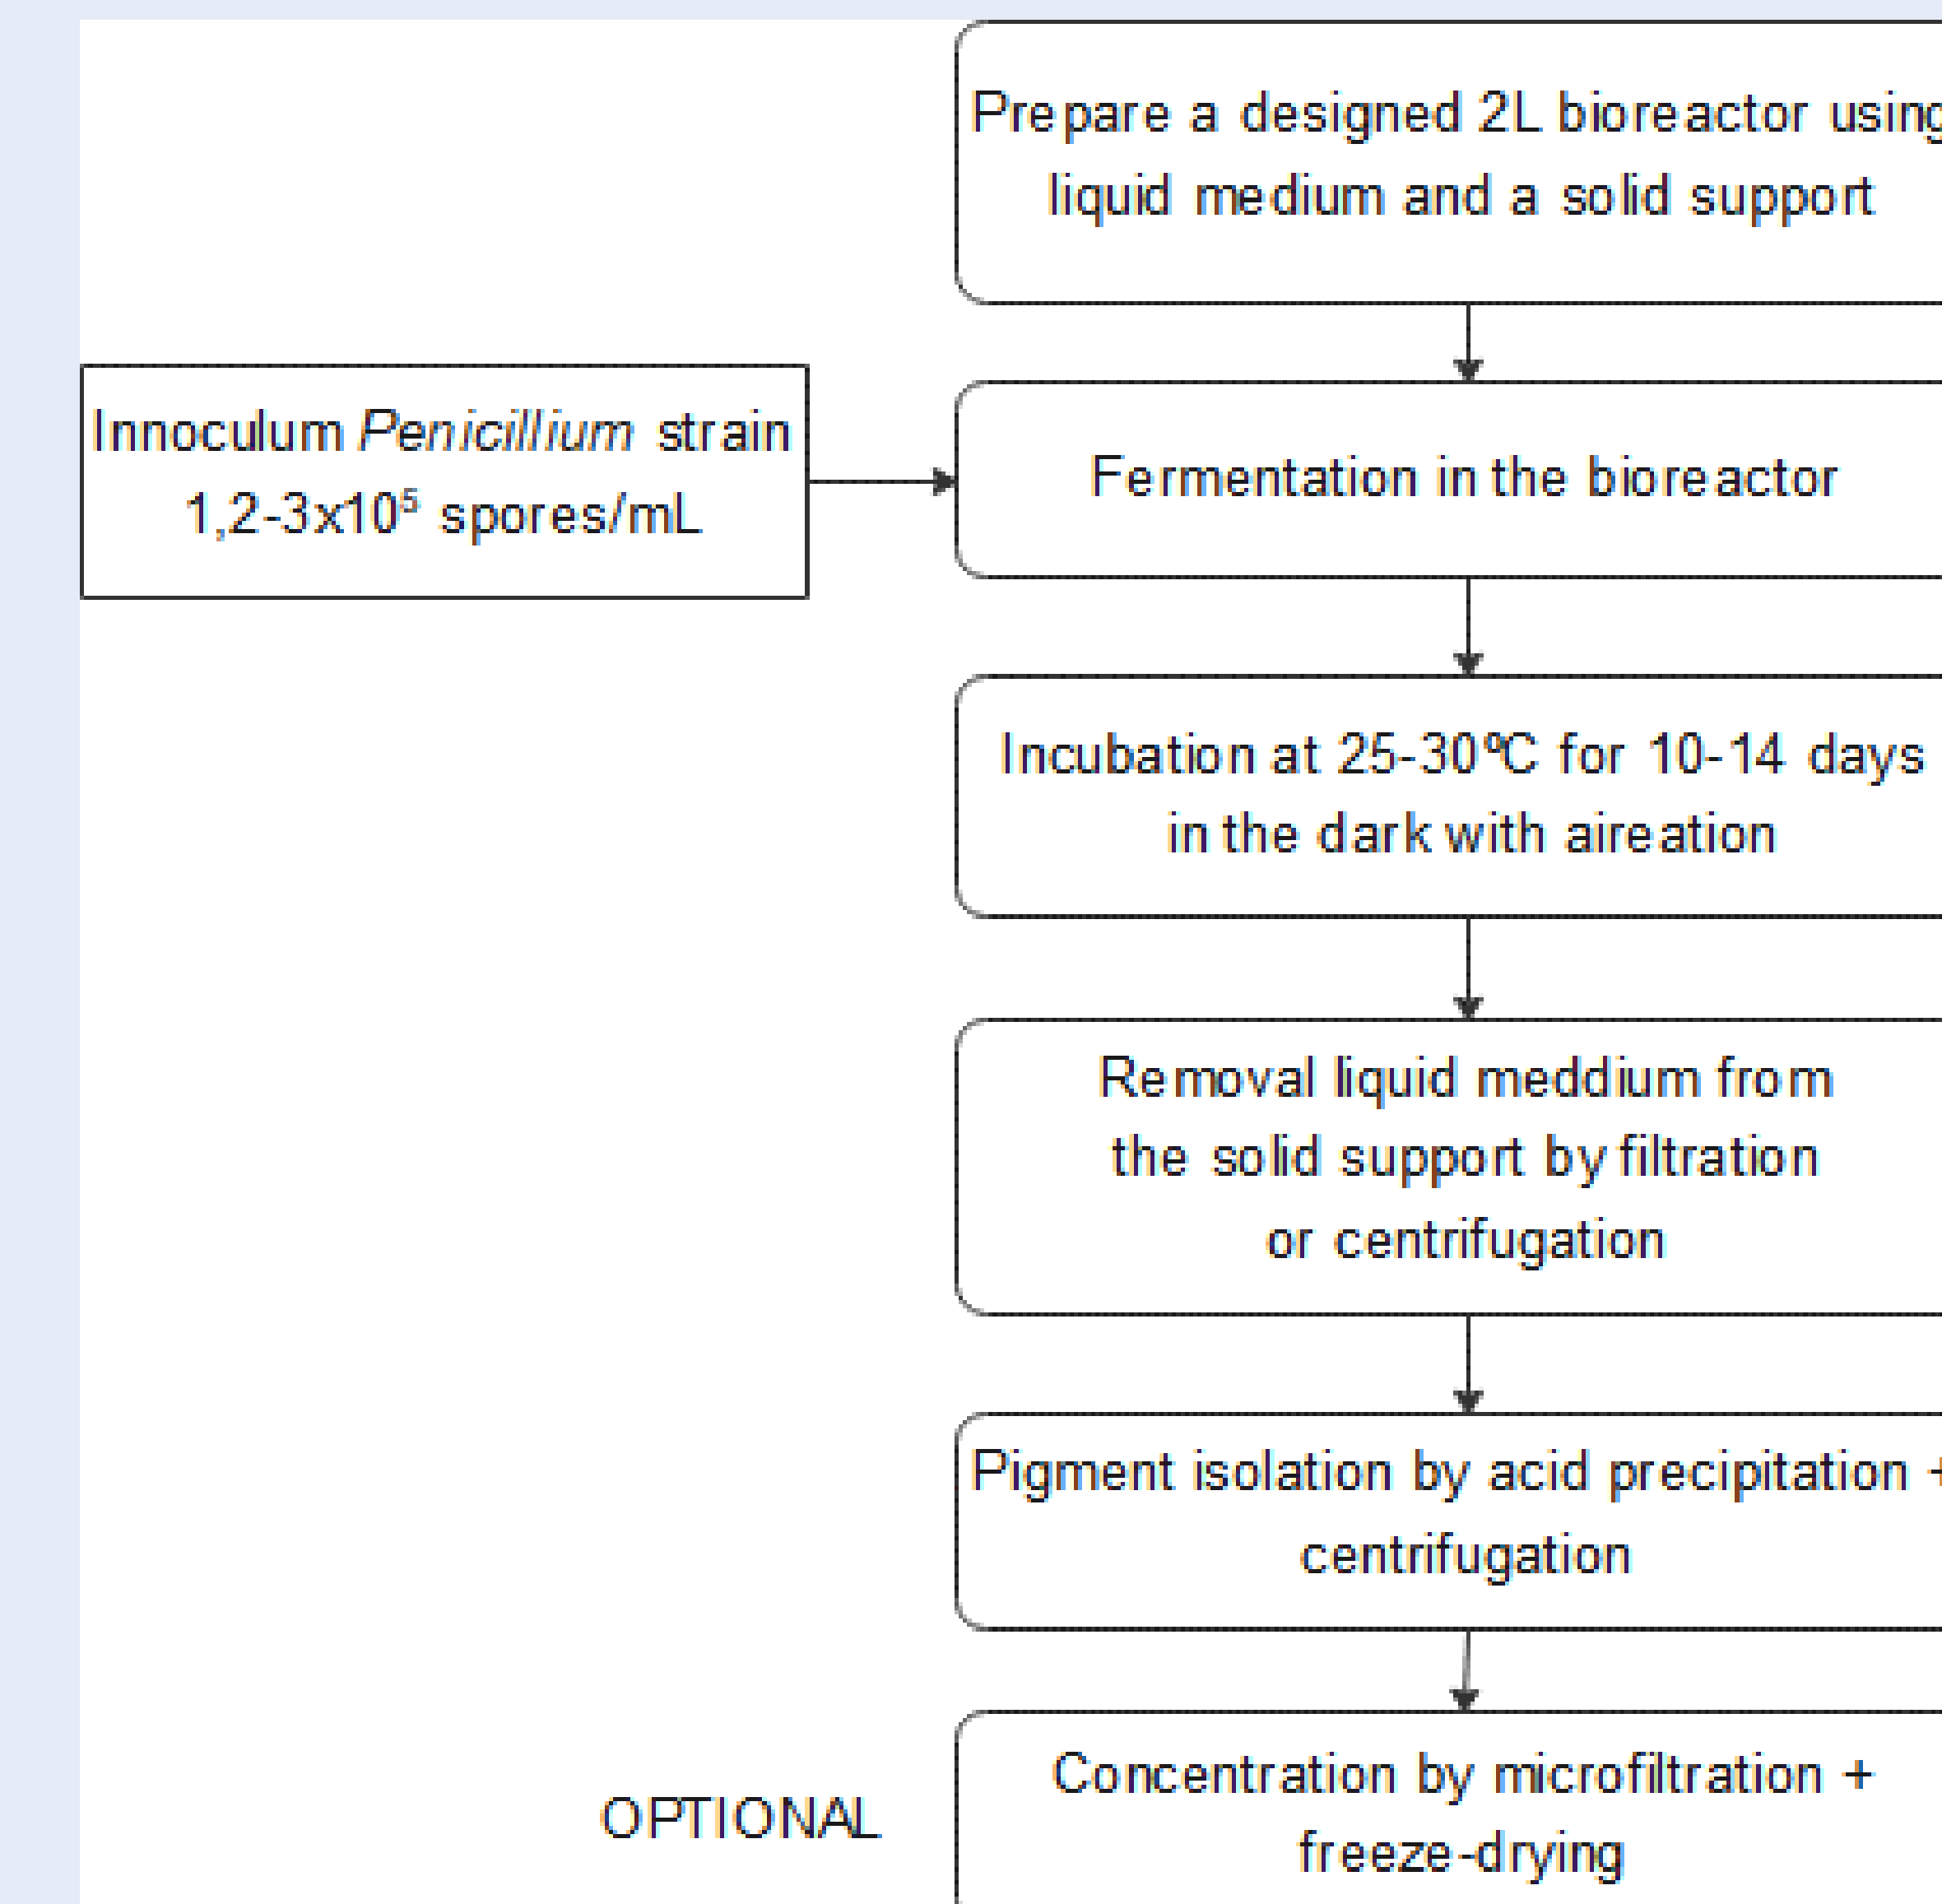 Prepare a designed 2L bioreactor using
liquid medium and a solid support
Innoculum Penicillium strain
1,2-3x10⁵ spores/mL
Fermentation in the bioreactor
Incubation at 25-30ºC for 10-14 days
in the dark with aireation
Removal liquid meddium from
the solid support by filtration
or centrifugation
Pigment isolation by acid precipitation +
centrifugation
OPTIONAL
Concentration by microfiltration +
freeze-drying